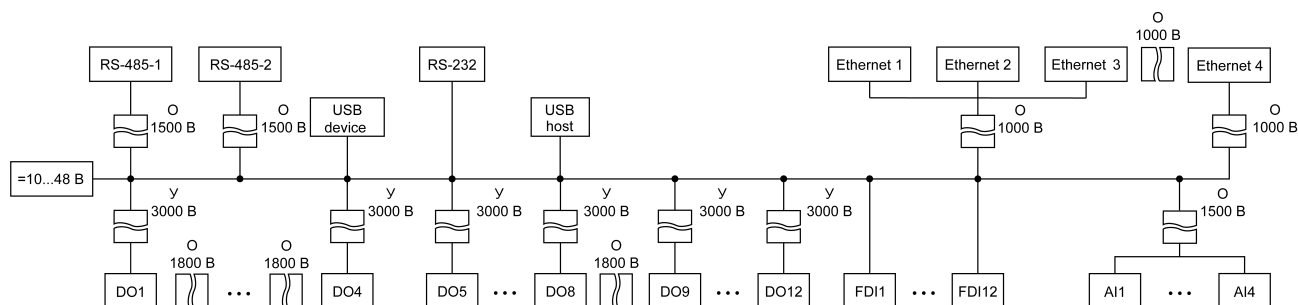 О
1000 В
RS-485-1
RS-485-2
RS-232
Ethernet 1
Ethernet 2
Ethernet 3
Ethernet 4
О
1500 В
О
1500 В
USB
device
USB
host
О
1000 В
О
1000 В
=10...48 В
У
3000 В
У
3000 В
У
3000 В
У
3000 В
У
3000 В
У
3000 В
О
1500 В
О
1800 В
О
1800 В
О
1800 В
DO1
...
DO4
DO5
...
DO8
DO9
...
DO12
FDI1
...
FDI12
AI1
...
AI4